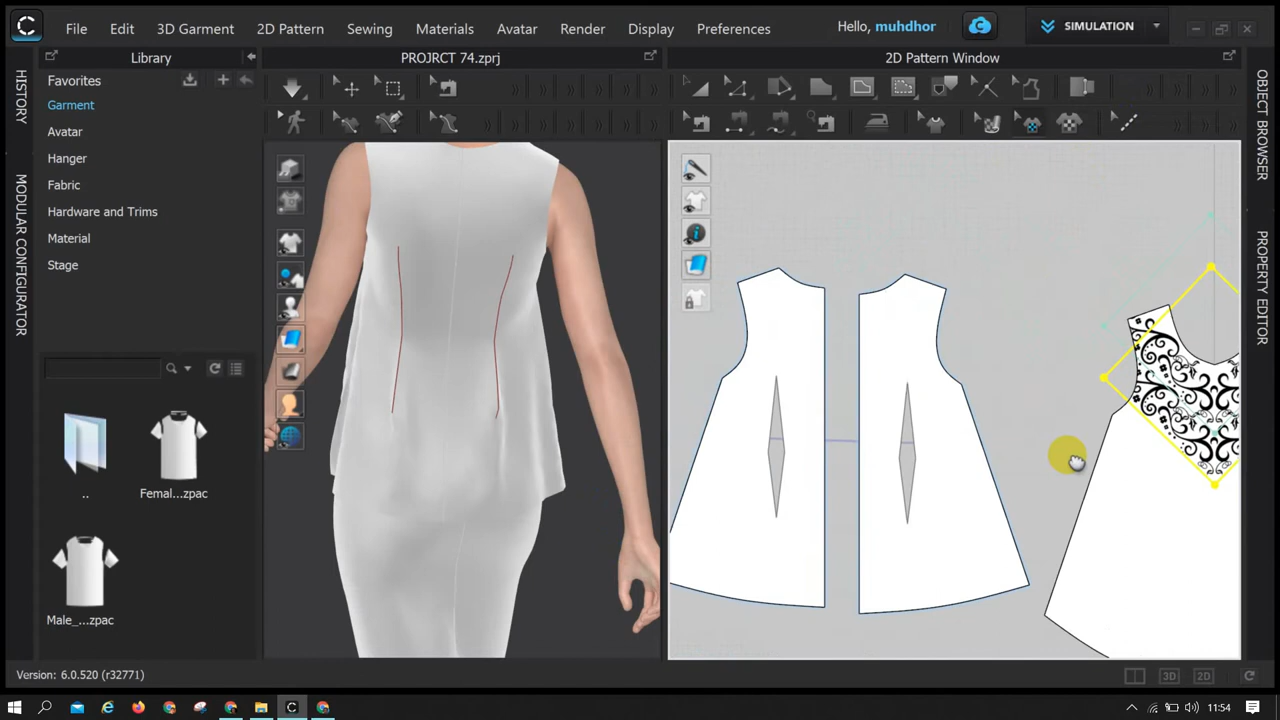 File Edit 3D Garment 2D Pattern Sewing Materials Avatar Render Display Preferences Hello, muhdhor SIMULATION
Library PROJRCT 74.zprj 2D Pattern Window
HISTORY
MODULAR CONFIGURATOR
Favorites
Garment
Avatar
Hanger
Fabric
Hardware and Trims
Material
Stage
..
Femal...zpac
Male_...zpac
OBJECT BROWSER
PROPERTY EDITOR
Version: 6.0.520 (r32771)
3D 2D
11:54